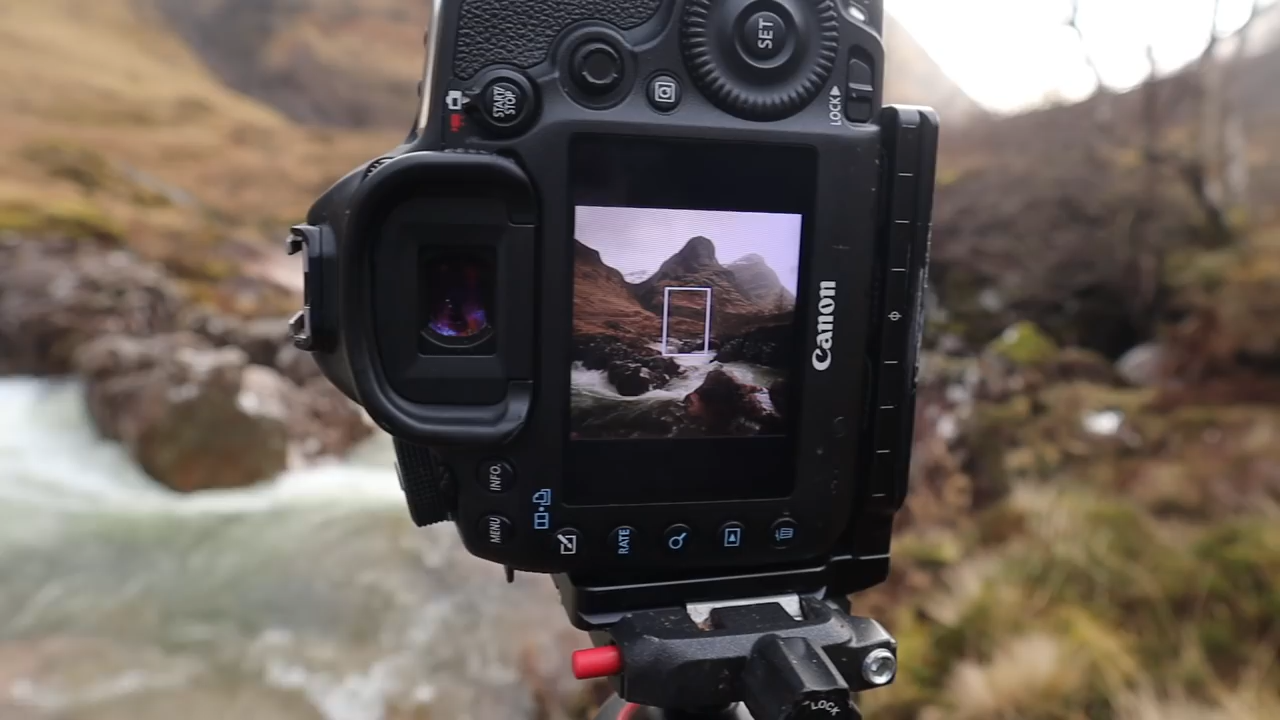 SET
START/
STOP
LOCK▶
Canon
INFO.
MENU
RATE
LOCK